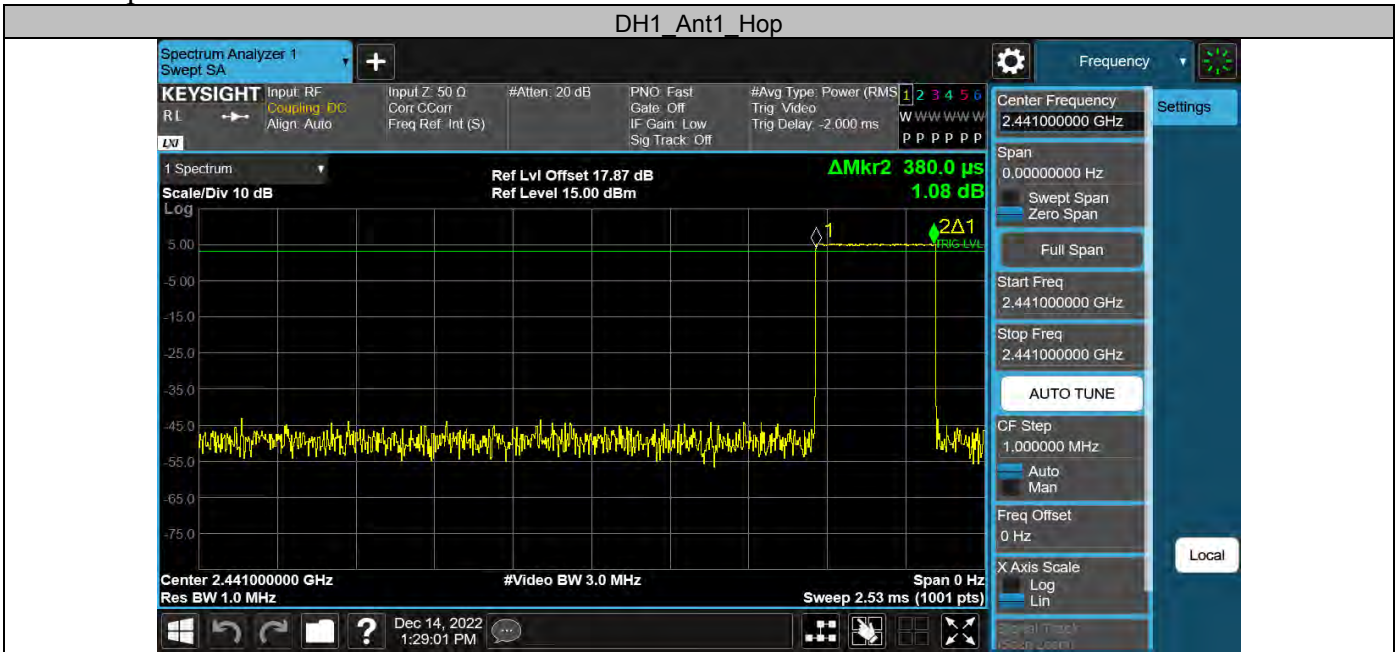 DH1_Ant1_Hop
Spectrum Analyzer 1
Swept SA
Frequency
KEYSIGHT
RL
LXI
Input: RF
Coupling: DC
Align: Auto
Input Z: 50 Ω
Corr CCorr
Freq Ref: Int (S)
#Atten: 20 dB
PNO: Fast
Gate: Off
IF Gain: Low
Sig Track: Off
#Avg Type: Power (RMS
Trig: Video
Trig Delay: -2.000 ms
1 2 3 4 5 6
W W W W W W
P P P P P P
Center Frequency
2.441000000 GHz
Settings
Span
0.00000000 Hz
Swept Span
Zero Span
Full Span
Start Freq
2.441000000 GHz
Stop Freq
2.441000000 GHz
AUTO TUNE
CF Step
1.000000 MHz
Auto
Man
Freq Offset
0 Hz
X Axis Scale
Log
Lin
Signal Track
(Span Zoom)
Local
1 Spectrum
Scale/Div 10 dB
Log
Ref Lvl Offset 17.87 dB
Ref Level 15.00 dBm
ΔMkr2 380.0 µs
1.08 dB
1
2Δ1
TRIG LVL
5.00
-5.00
-15.0
-25.0
-35.0
-45.0
-55.0
-65.0
-75.0
Center 2.441000000 GHz
Res BW 1.0 MHz
#Video BW 3.0 MHz
Span 0 Hz
Sweep 2.53 ms (1001 pts)
Dec 14, 2022
1:29:01 PM